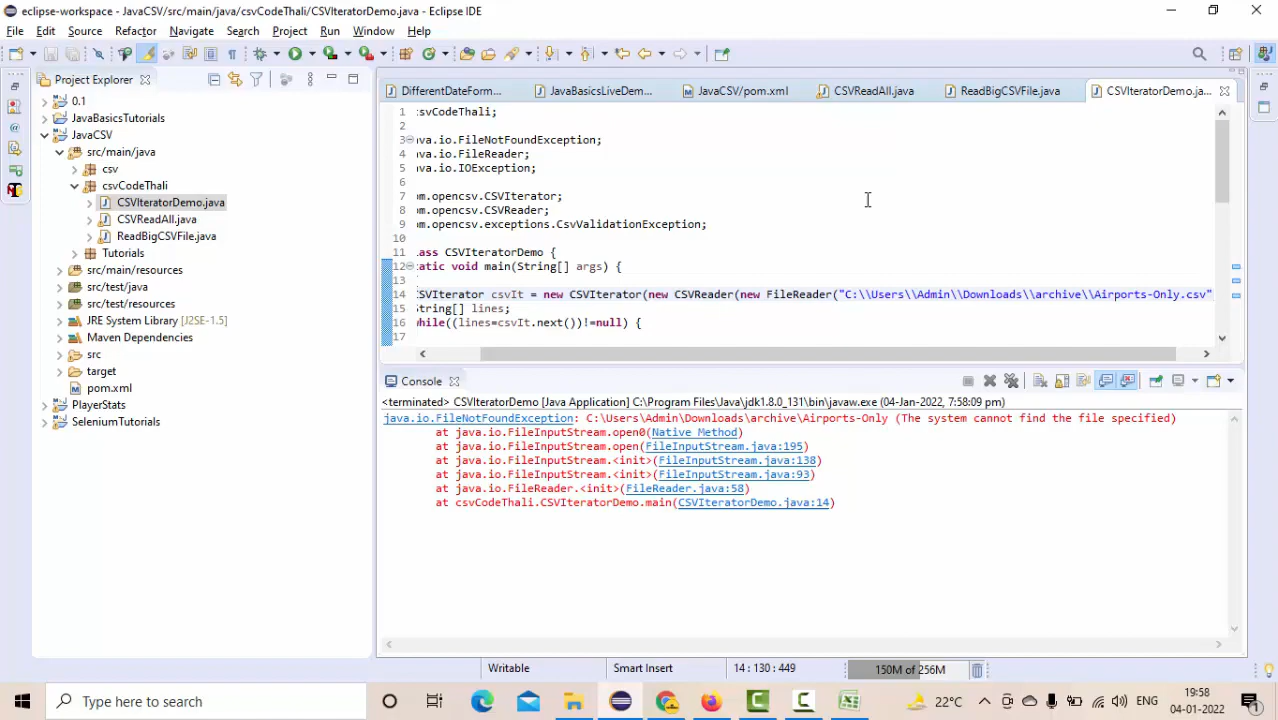 eclipse-workspace - JavaCSV/src/main/java/csvCodeThali/CSVIteratorDemo.java - Eclipse IDE
File Edit Source Refactor Navigate Search Project Run Window Help
Project Explorer
0.1
JavaBasicsTutorials
JavaCSV
src/main/java
csv
csvCodeThali
CSVIteratorDemo.java
CSVReadAll.java
ReadBigCSVFile.java
Tutorials
src/main/resources
src/test/java
src/test/resources
JRE System Library [J2SE-1.5]
Maven Dependencies
src
target
pom.xml
PlayerStats
SeleniumTutorials
DifferentDateForm... JavaBasicsLiveDem... JavaCSV/pom.xml CSVReadAll.java ReadBigCSVFile.java CSVIteratorDemo.ja...
1 csvCodeThali;
2
3 ava.io.FileNotFoundException;
4 ava.io.FileReader;
5 ava.io.IOException;
6
7 om.opencsv.CSVIterator;
8 om.opencsv.CSVReader;
9 om.opencsv.exceptions.CsvValidationException;
10
11 lass CSVIteratorDemo {
12 tatic void main(String[] args) {
13
14 CSVIterator csvIt = new CSVIterator(new CSVReader(new FileReader("C:\\Users\\Admin\\Downloads\\archive\\Airports-Only.csv"
15 String[] lines;
16 while((lines=csvIt.next())!=null) {
17
Console
<terminated> CSVIteratorDemo [Java Application] C:\Program Files\Java\jdk1.8.0_131\bin\javaw.exe (04-Jan-2022, 7:58:09 pm)
java.io.FileNotFoundException: C:\Users\Admin\Downloads\archive\Airports-Only (The system cannot find the file specified)
at java.io.FileInputStream.open0(Native Method)
at java.io.FileInputStream.open(FileInputStream.java:195)
at java.io.FileInputStream.<init>(FileInputStream.java:138)
at java.io.FileInputStream.<init>(FileInputStream.java:93)
at java.io.FileReader.<init>(FileReader.java:58)
at csvCodeThali.CSVIteratorDemo.main(CSVIteratorDemo.java:14)
Writable Smart Insert 14 : 130 : 449 150M of 256M
Type here to search
22°C ENG 19:58
04-01-2022
1